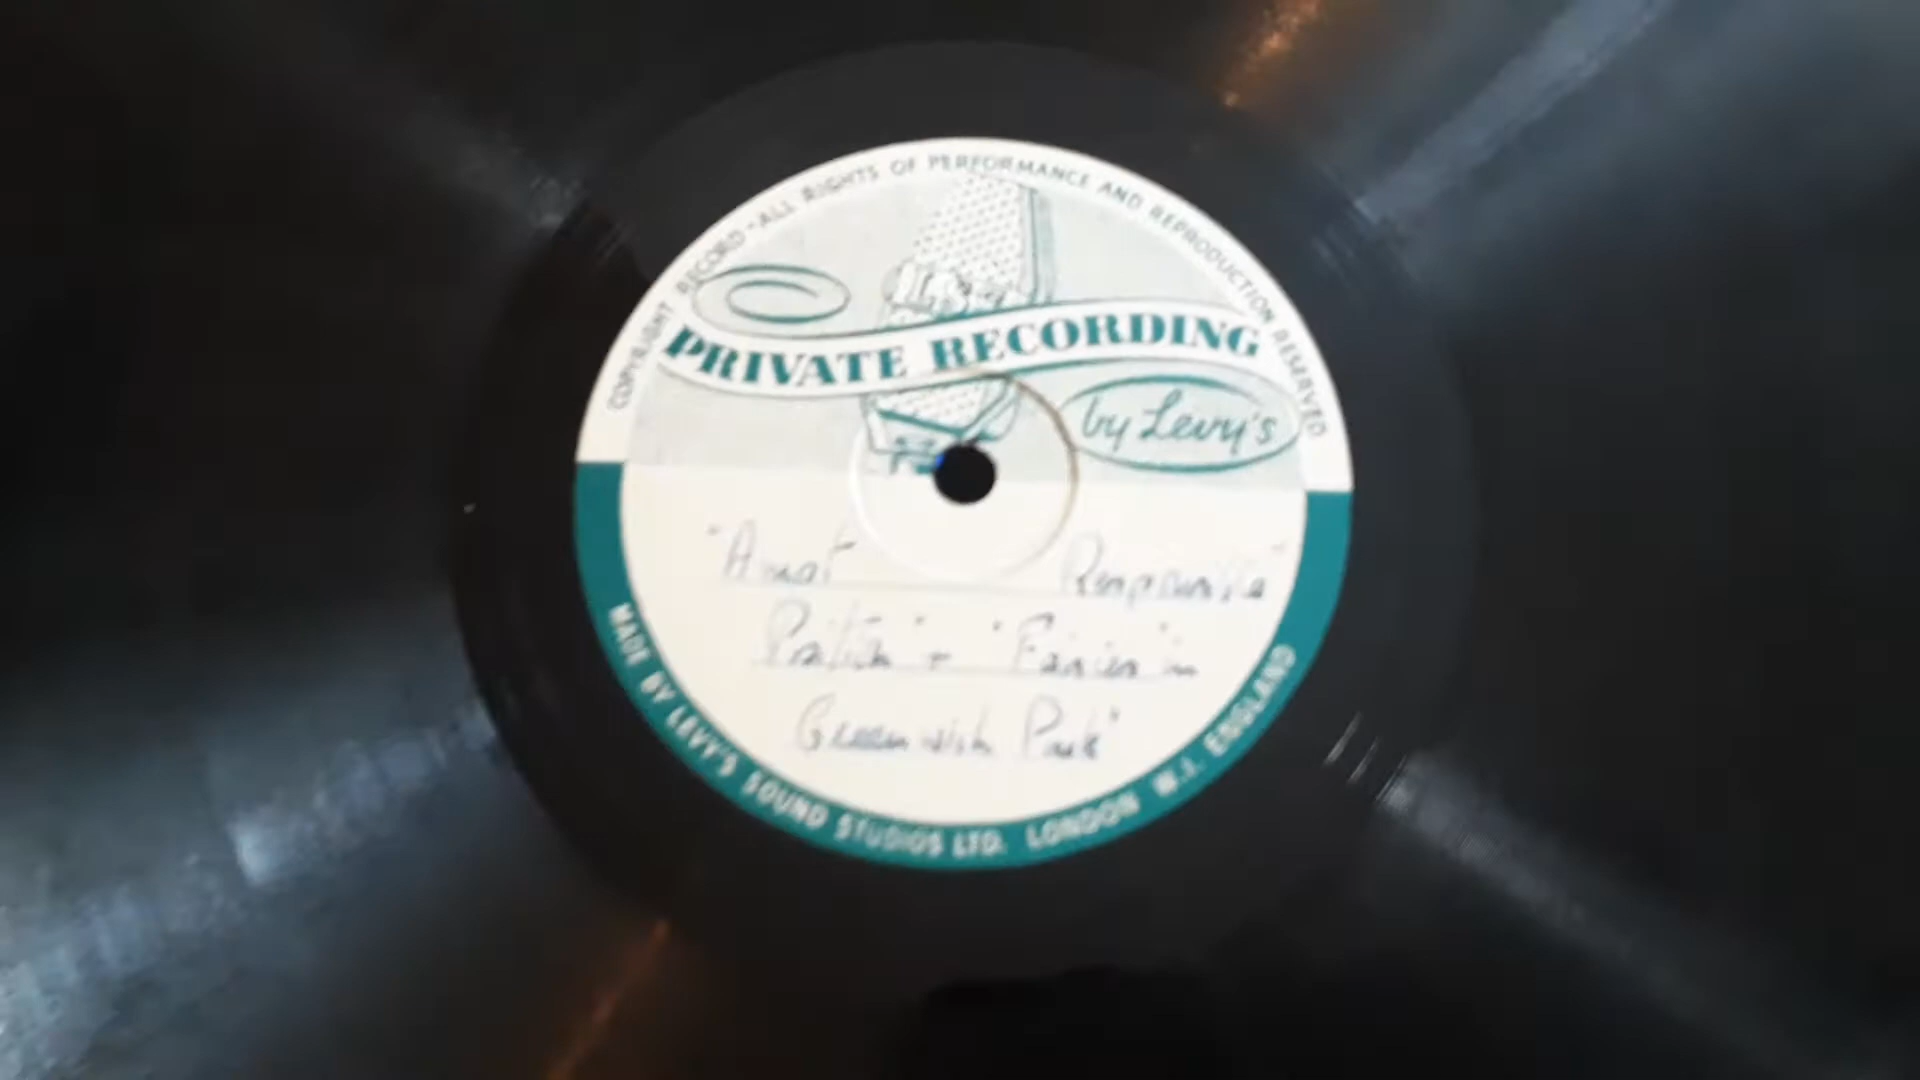 COPYRIGHT RECORD - ALL RIGHTS OF PERFORMANCE AND REPRODUCTION RESERVED
PRIVATE RECORDING
by Levy's
in
Greenwich Park"
MADE BY LEVY'S SOUND STUDIOS LTD. LONDON W.1. ENGLAND